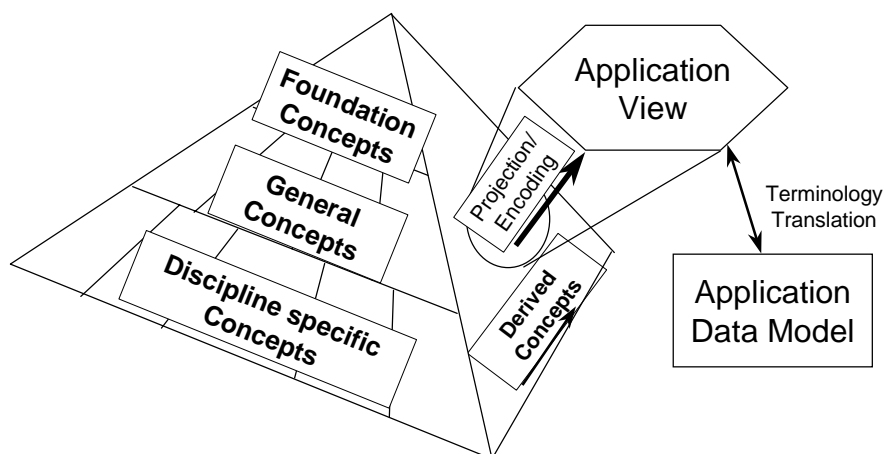 Foundation
Concepts
General
Concepts
Discipline specific
Concepts
Projection/
Encoding
Derived
Concepts
Application
View
Terminology
Translation
Application
Data Model